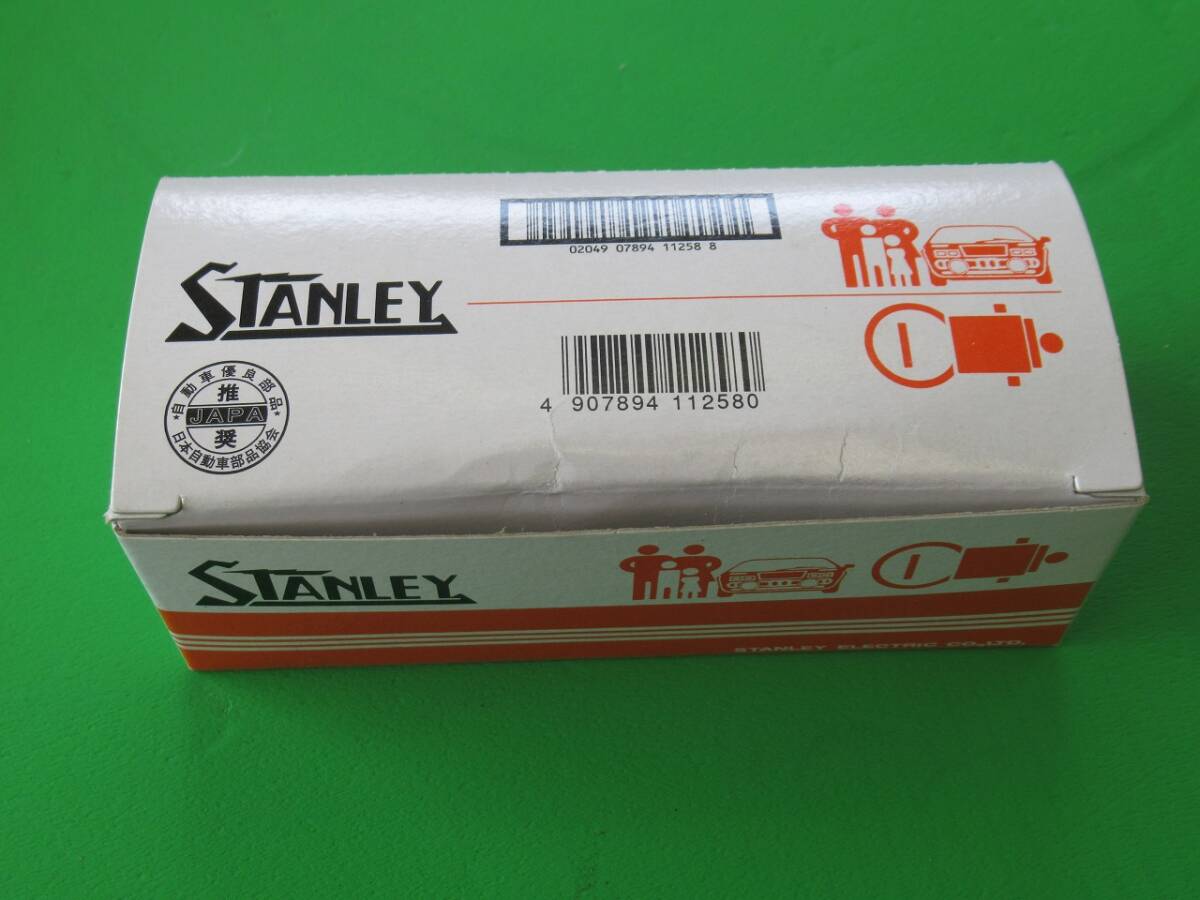 02049 07894 11258 8
STANLEY
4 907894 112580
自動車優良部品
推
JAPA
奨
日本自動車部品協会
STANLEY
STANLEY ELECTRIC CO.,LTD.